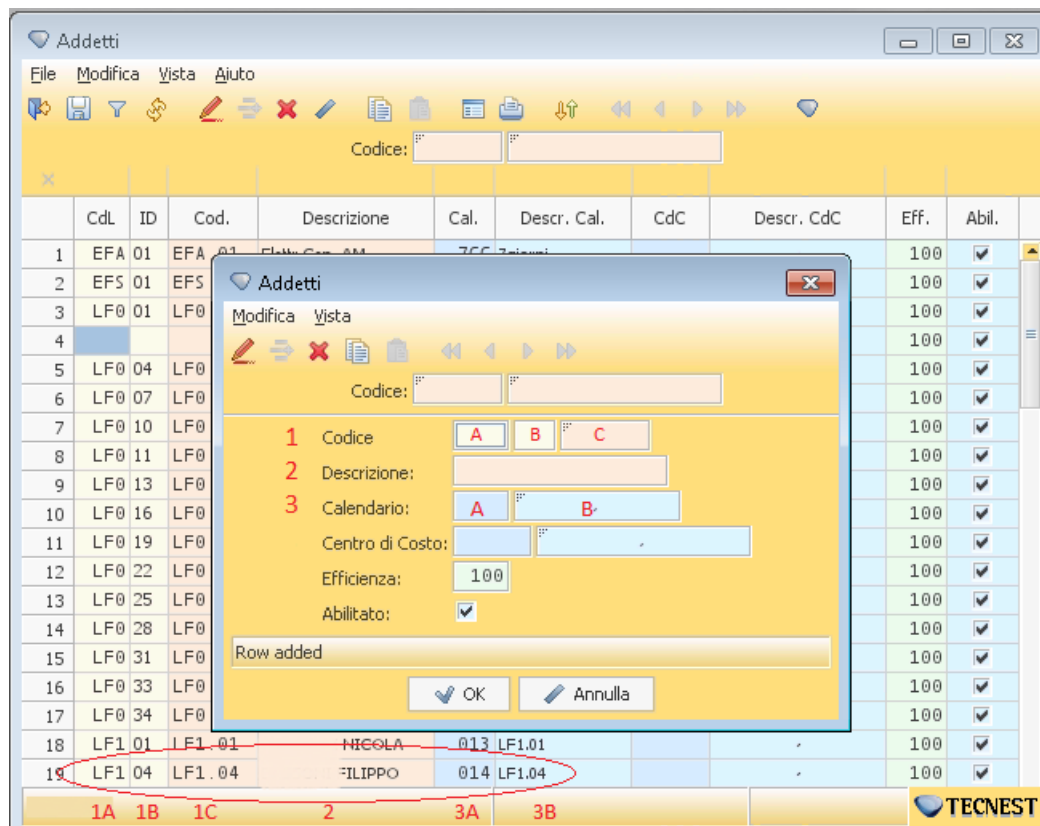 Addetti
File Modifica Vista Aiuto
Codice:
CdL ID Cod. Descrizione Cal. Descr. Cal. CdC Descr. CdC Eff. Abil.
1 EFA 01 EFA 01 100
2 EFS 01 EFS 100
3 LF0 01 LF0 100
4 100
5 LF0 04 LF0 100
6 LF0 07 LF0 100
7 LF0 10 LF0 100
8 LF0 11 LF0 100
9 LF0 13 LF0 100
10 LF0 16 LF0 100
11 LF0 19 LF0 100
12 LF0 22 LF0 100
13 LF0 25 LF0 100
14 LF0 28 LF0 100
15 LF0 31 LF0 100
16 LF0 33 LF0 100
17 LF0 34 LF0 100
18 LF1 01 LF1.01 NICOLA 013 LF1.01 100
19 LF1 04 LF1.04 FILIPPO 014 LF1.04 100
1A 1B 1C 2 3A 3B
TECNEST
Addetti
Modifica Vista
Codice:
1 Codice A B C
2 Descrizione:
3 Calendario: A B
Centro di Costo:
Efficienza: 100
Abilitato:
Row added
OK Annulla